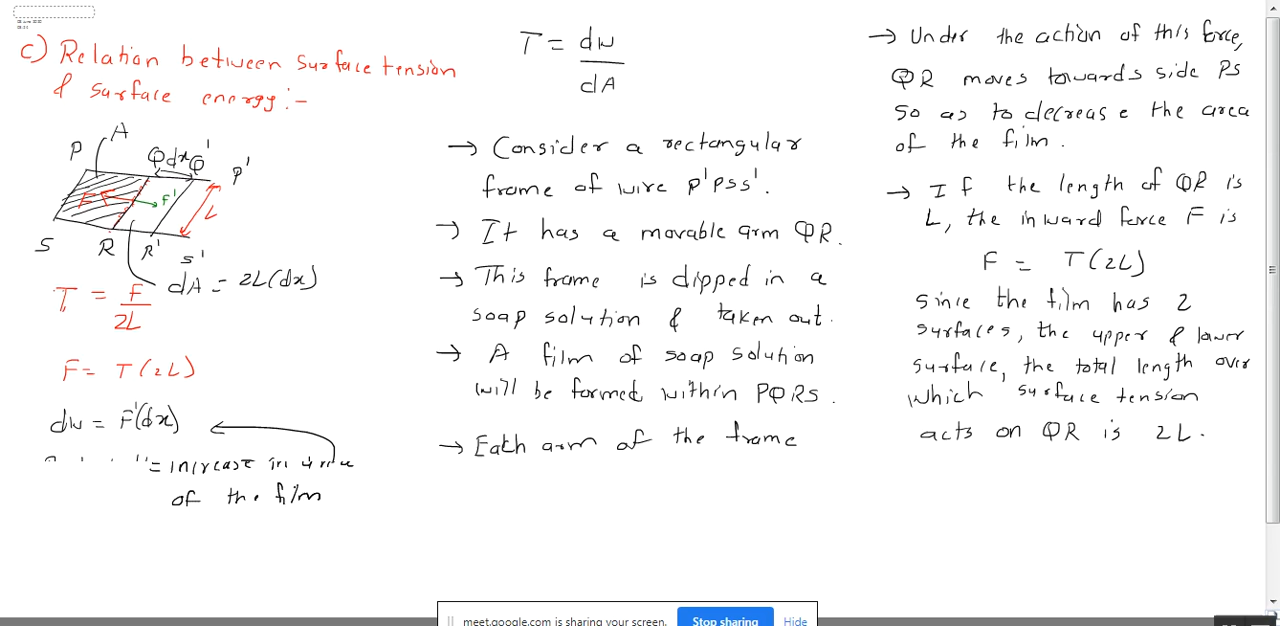 c) Relation between surface tension
& surface energy :-
A
P
Q dx Q'
P'
F
F'
L
S
R
R'
S'
dA = 2L(dx)
T = F
2L
F = T(2L)
dw = F'(dx)
= increase in
of the film
T = dw
dA
→ Consider a rectangular
frame of wire P'PSS'.
→ It has a movable arm QR.
→ This frame is dipped in a
soap solution & taken out.
→ A film of soap solution
will be formed within PQRS.
→ Each arm of the frame
→ Under the action of this force,
QR moves towards side PS
so as to decrease the area
of the film.
→ If the length of QR is
L, the inward force F is
F = T(2L)
since the film has 2
surfaces, the upper & lower
surface, the total length over
which surface tension
acts on QR is 2L.
meet.google.com is sharing your screen.
Stop sharing
Hide